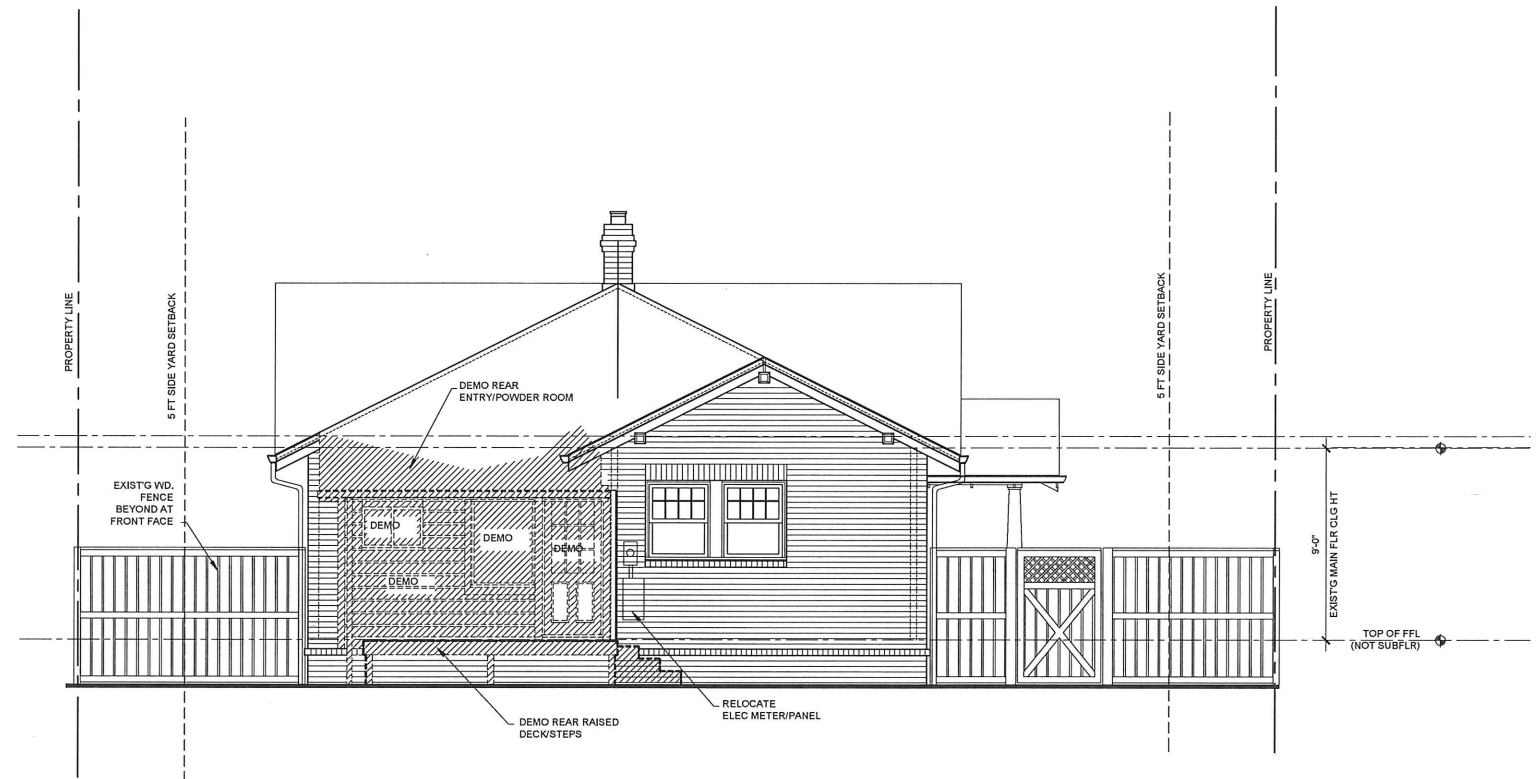 PROPERTY LINE
5 FT SIDE YARD SETBACK
5 FT SIDE YARD SETBACK
PROPERTY LINE
DEMO REAR
ENTRY/POWDER ROOM
EXIST'G WD.
FENCE
BEYOND AT
FRONT FACE
DEMO
DEMO
DEMO
DEMO
9'-0"
EXIST'G MAIN FLR CLG HT
TOP OF FFL
(NOT SUBFLR)
RELOCATE
ELEC METER/PANEL
DEMO REAR RAISED
DECK/STEPS